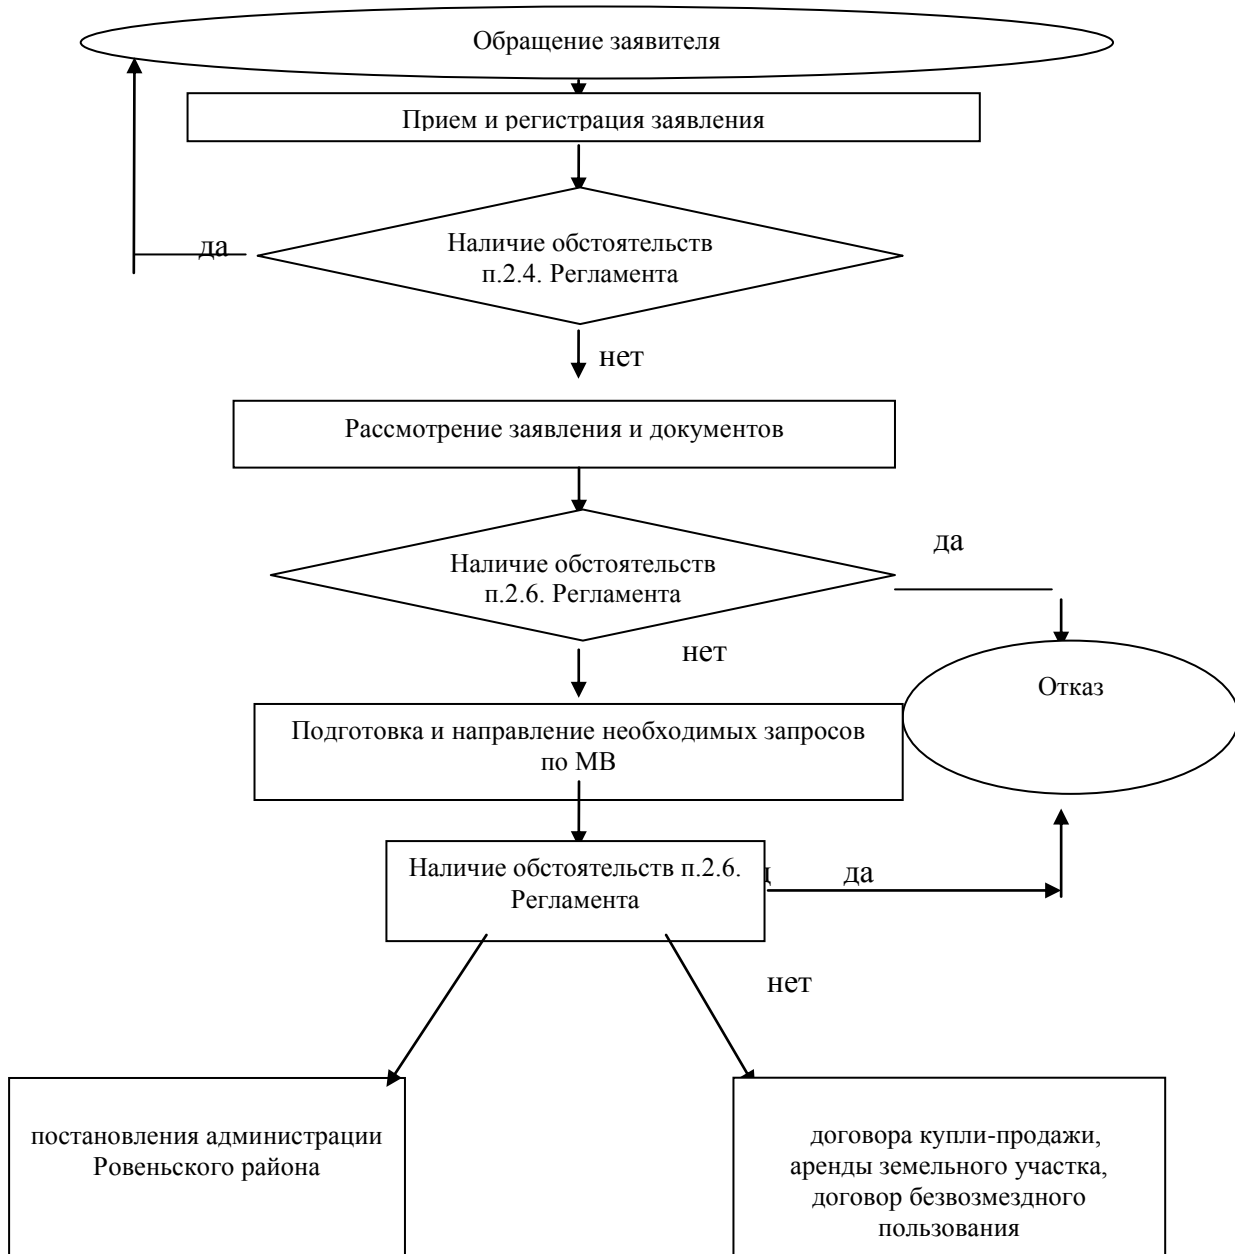 Обращение заявителя
Прием и регистрация заявления
да
Наличие обстоятельств
п.2.4. Регламента
нет
Рассмотрение заявления и документов
да
Наличие обстоятельств
п.2.6. Регламента
нет
Отказ
Подготовка и направление необходимых запросов
по МВ
Наличие обстоятельств п.2.6.
Регламента
да
нет
постановления администрации
Ровеньского района
договора купли-продажи,
аренды земельного участка,
договор безвозмездного
пользования